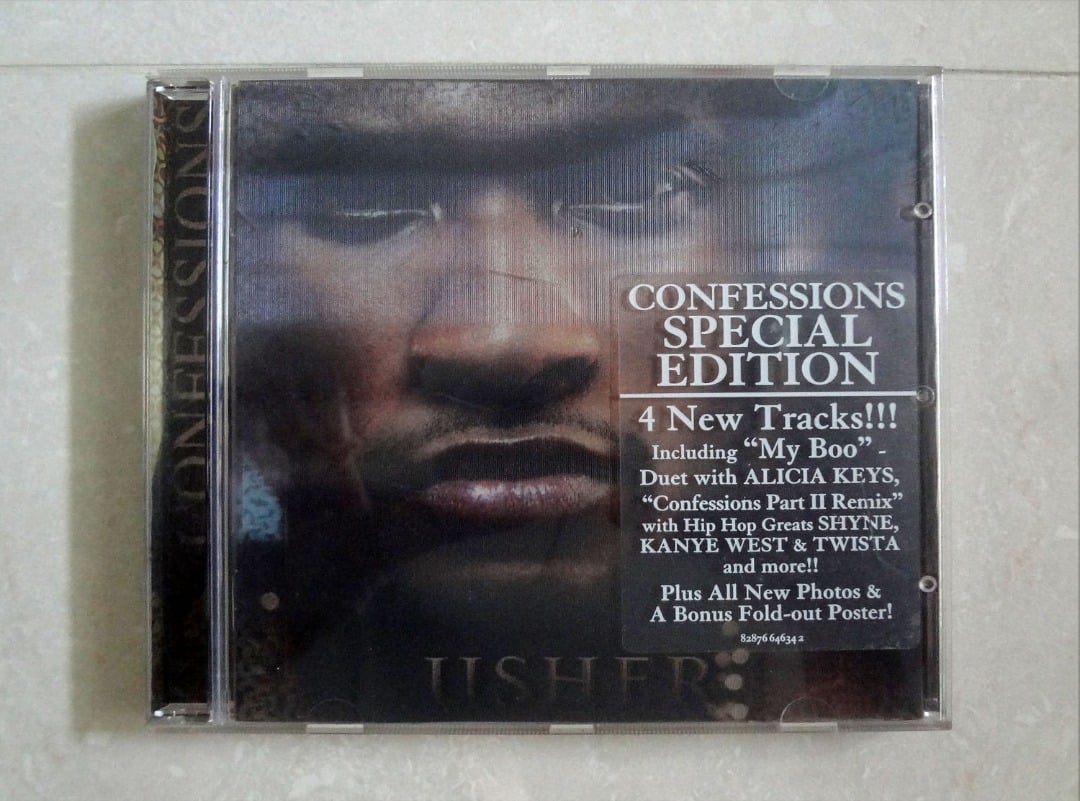 CONFESSIONS
CONFESSIONS
SPECIAL
EDITION
4 New Tracks!!!
Including “My Boo” -
Duet with ALICIA KEYS,
“Confessions Part II Remix”
with Hip Hop Greats SHYNE,
KANYE WEST & TWISTA
and more!!
Plus All New Photos &
A Bonus Fold-out Poster!
82876 64634 2
USHER